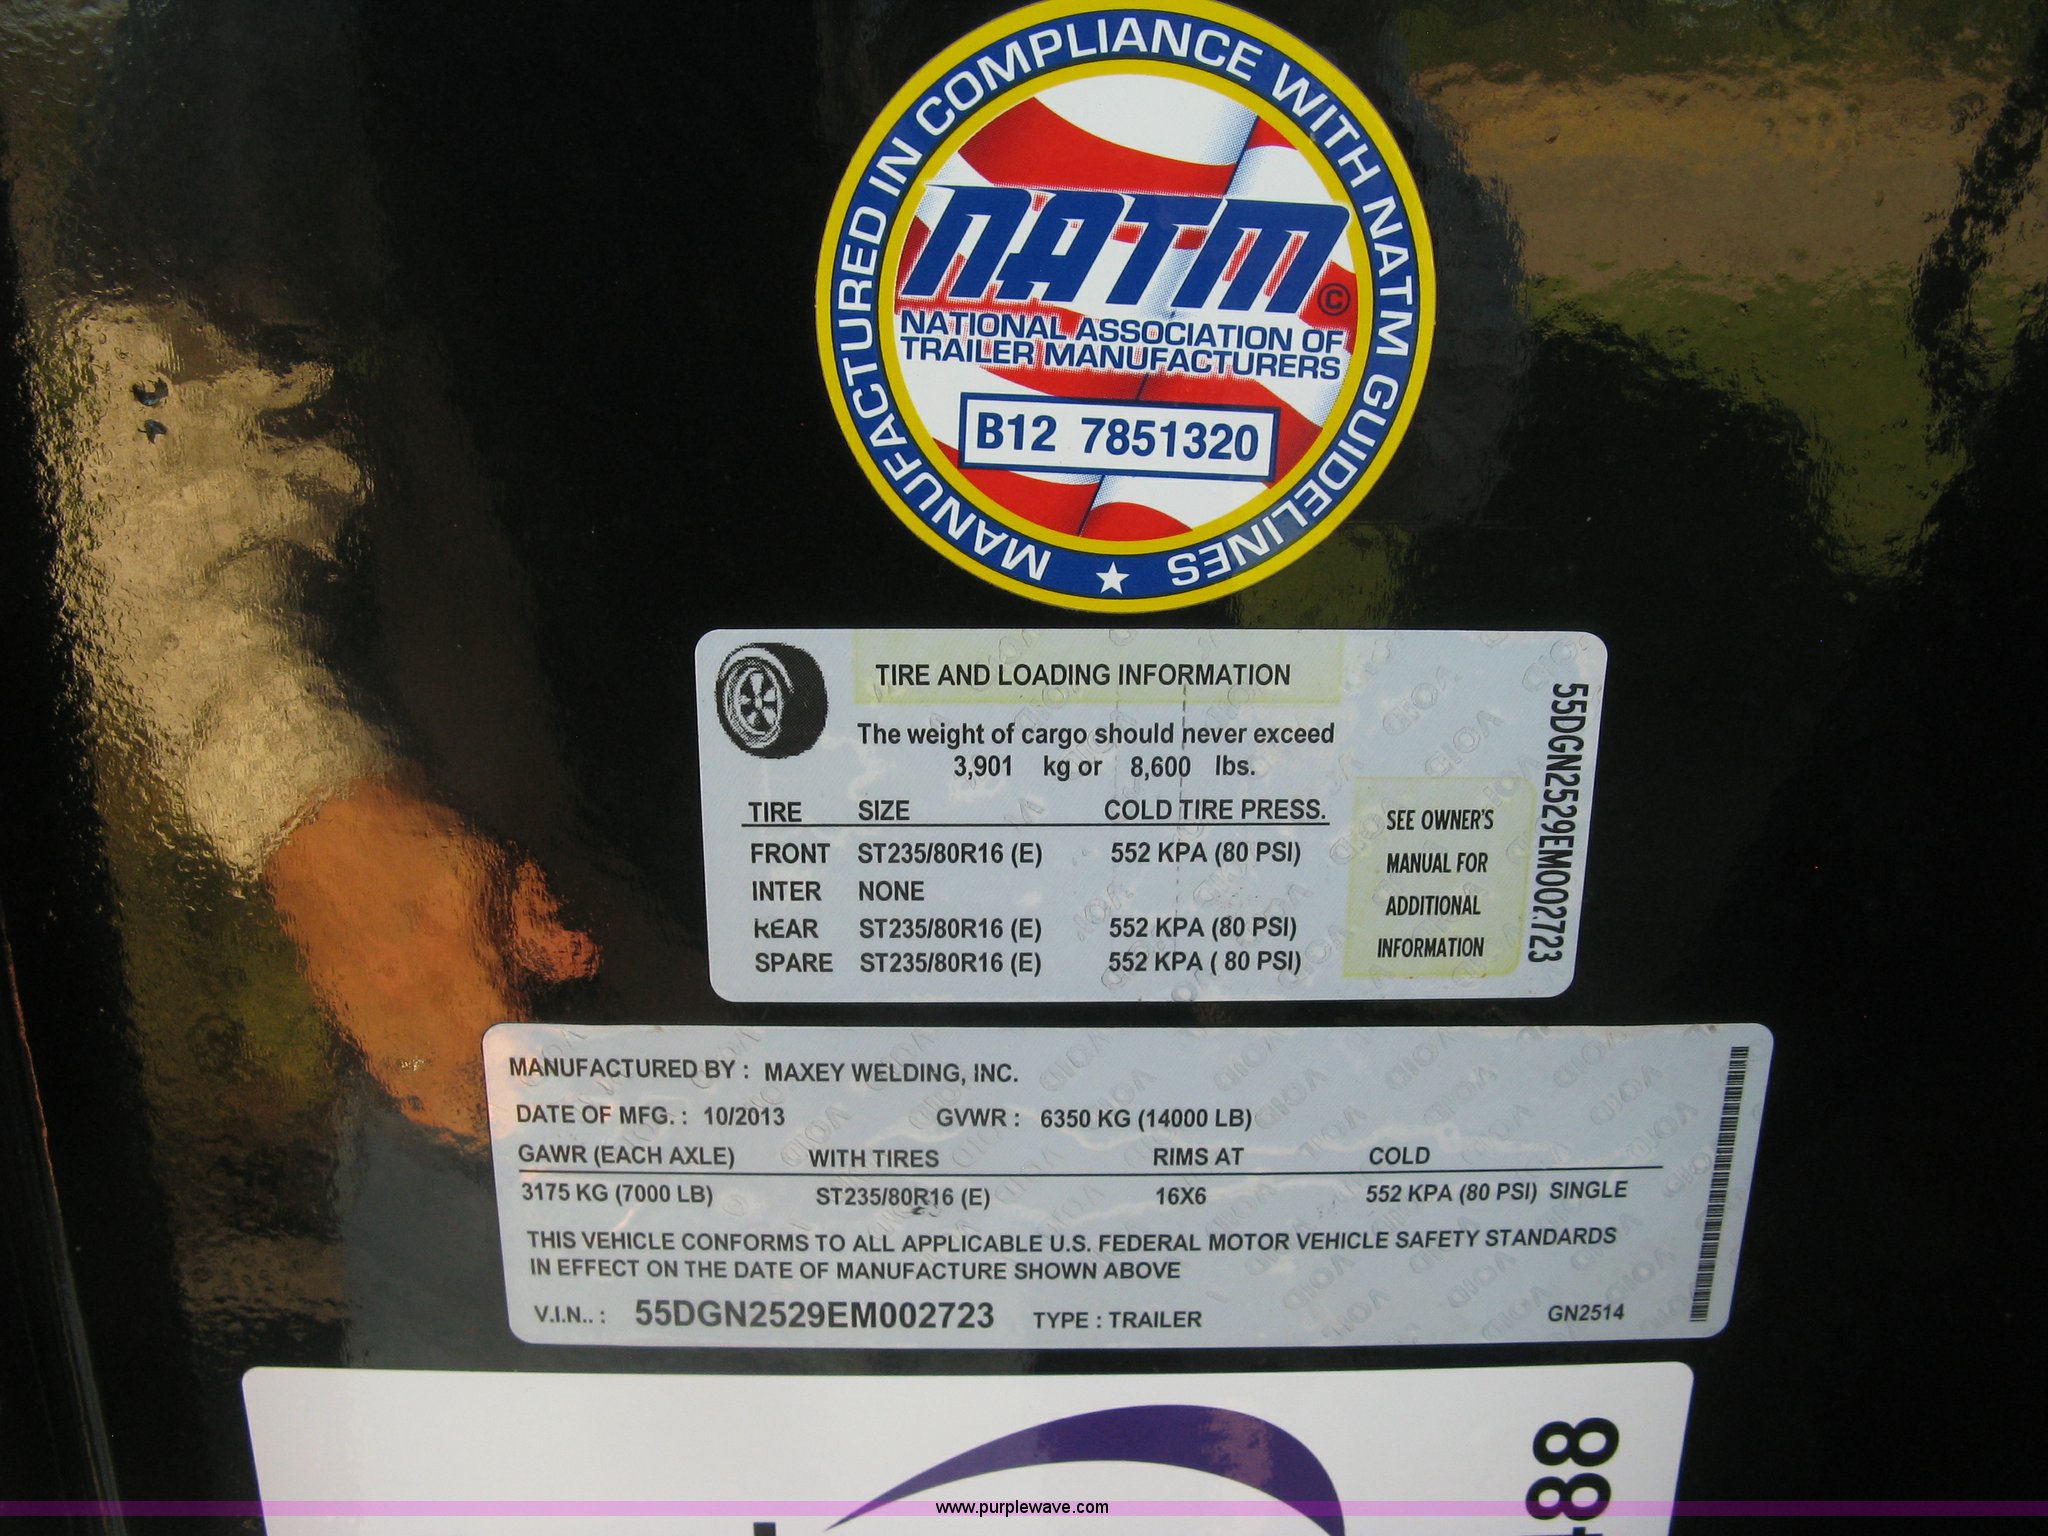 MANUFACTURED IN COMPLIANCE WITH NATM GUIDELINES
NATM ©
NATIONAL ASSOCIATION OF
TRAILER MANUFACTURERS
B12 7851320
TIRE AND LOADING INFORMATION
The weight of cargo should never exceed
3,901 kg or 8,600 lbs.
TIRE SIZE COLD TIRE PRESS.
FRONT ST235/80R16 (E) 552 KPA (80 PSI)
INTER NONE
REAR ST235/80R16 (E) 552 KPA (80 PSI)
SPARE ST235/80R16 (E) 552 KPA ( 80 PSI)
SEE OWNER'S
MANUAL FOR
ADDITIONAL
INFORMATION
55DGN2529EM002723
MANUFACTURED BY : MAXEY WELDING, INC.
DATE OF MFG. : 10/2013 GVWR : 6350 KG (14000 LB)
GAWR (EACH AXLE) WITH TIRES RIMS AT COLD
3175 KG (7000 LB) ST235/80R16 (E) 16X6 552 KPA (80 PSI) SINGLE
THIS VEHICLE CONFORMS TO ALL APPLICABLE U.S. FEDERAL MOTOR VEHICLE SAFETY STANDARDS
IN EFFECT ON THE DATE OF MANUFACTURE SHOWN ABOVE
V.I.N.. : 55DGN2529EM002723 TYPE : TRAILER GN2514
www.purplewave.com